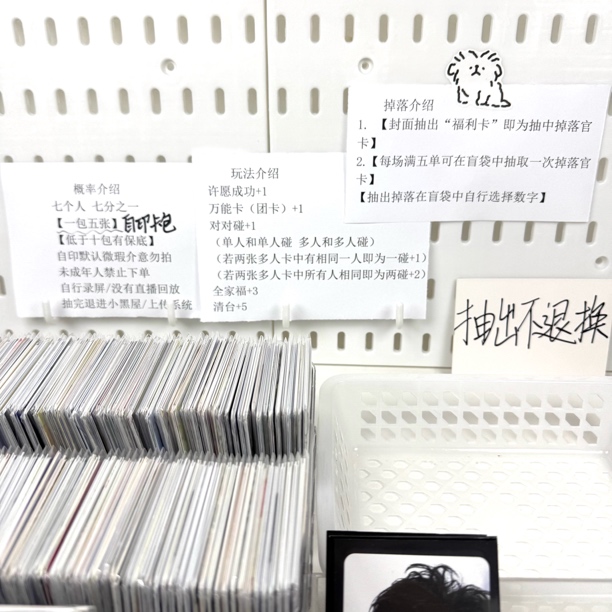 概率介绍
七个人 七分之一
【一包五张】自印卡包
【低于十包有保底】
自印默认微瑕介意勿拍
未成年人禁止下单
自行录屏/没有直播回放
抽完退进小黑屋/上传系统
玩法介绍
许愿成功+1
万能卡（团卡）+1
对对碰+1
（单人和单人碰 多人和多人碰）
（若两张多人卡中有相同一人即为一碰+1）
（若两张多人卡中所有人相同即为两碰+2）
全家福+3
清台+5
掉落介绍
1. 【封面抽出“福利卡”即为抽中掉落官
卡】
2. 【每场满五单可在盲袋中抽取一次掉落官
卡】
【抽出掉落在盲袋中自行选择数字】
抽出不退换